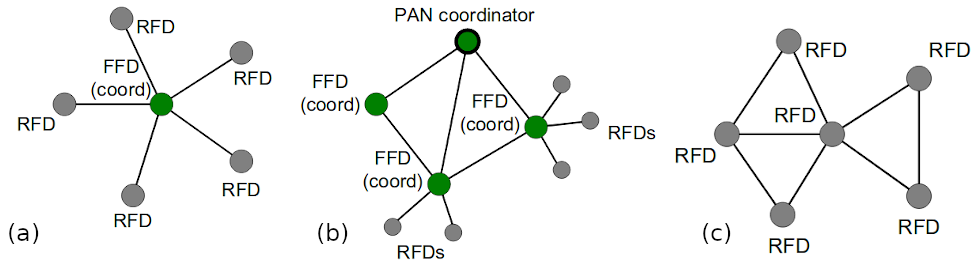 RFD
FFD
(coord)
RFD
RFD
RFD
RFD
(a)
PAN coordinator
FFD
(coord)
FFD
(coord)
RFDs
FFD
(coord)
RFDs
(b)
RFD
RFD
RFD
RFD
RFD
RFD
(c)